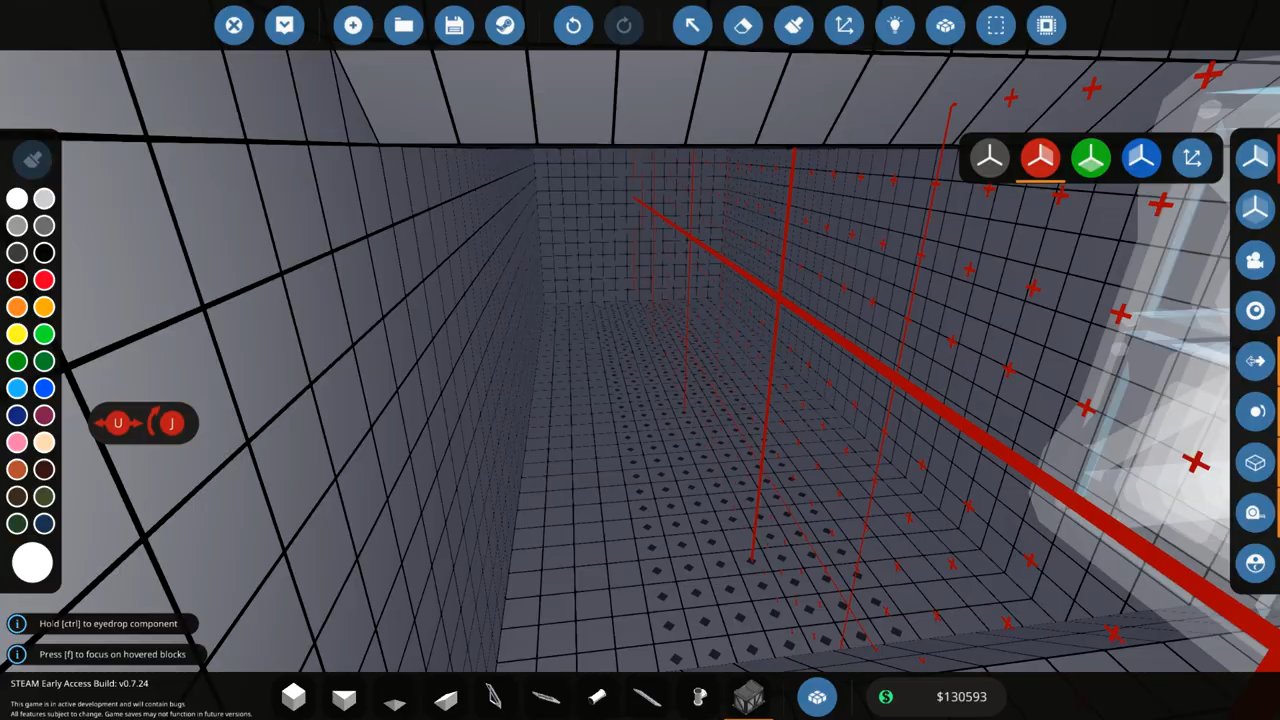 U
J
Hold [ctrl] to eyedrop component
Press [f] to focus on hovered blocks
STEAM Early Access Build: v0.7.24
This game is in active development and will contain bugs.
All features subject to change. Game saves may not function in future versions.
$130593